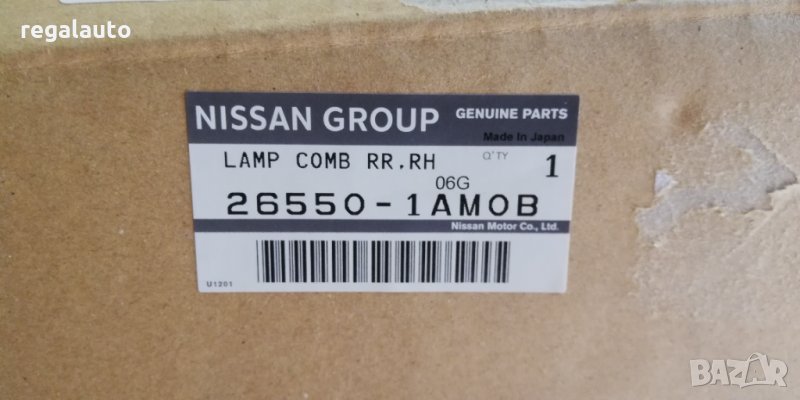 regalauto
NISSAN GROUP GENUINE PARTS
Made In Japan
LAMP COMB RR.RH Q'TY 1
06G
26550-1AM0B
Nissan Motor Co., Ltd.
U1201
BAZAR